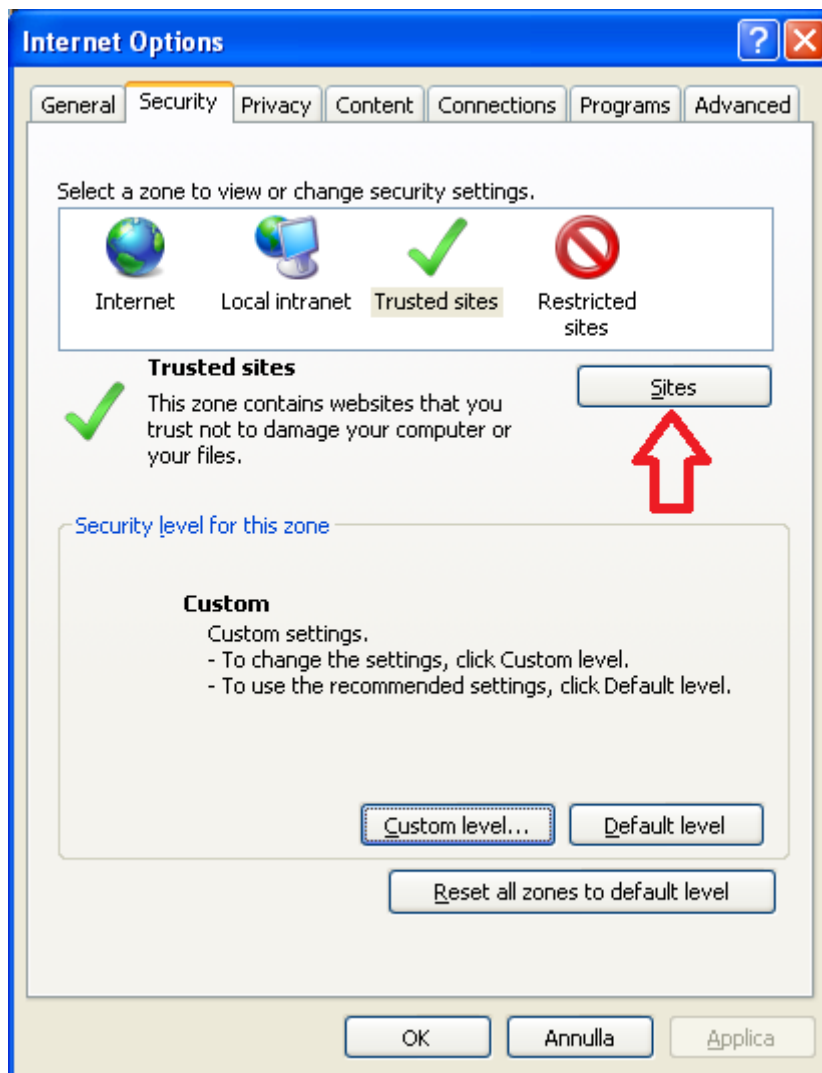 Internet Options
General Security Privacy Content Connections Programs Advanced
Select a zone to view or change security settings.
Internet Local intranet Trusted sites Restricted
sites
Trusted sites
Sites
This zone contains websites that you
trust not to damage your computer or
your files.
Security level for this zone
Custom
Custom settings.
- To change the settings, click Custom level.
- To use the recommended settings, click Default level.
Custom level... Default level
Reset all zones to default level
OK Annulla Applica